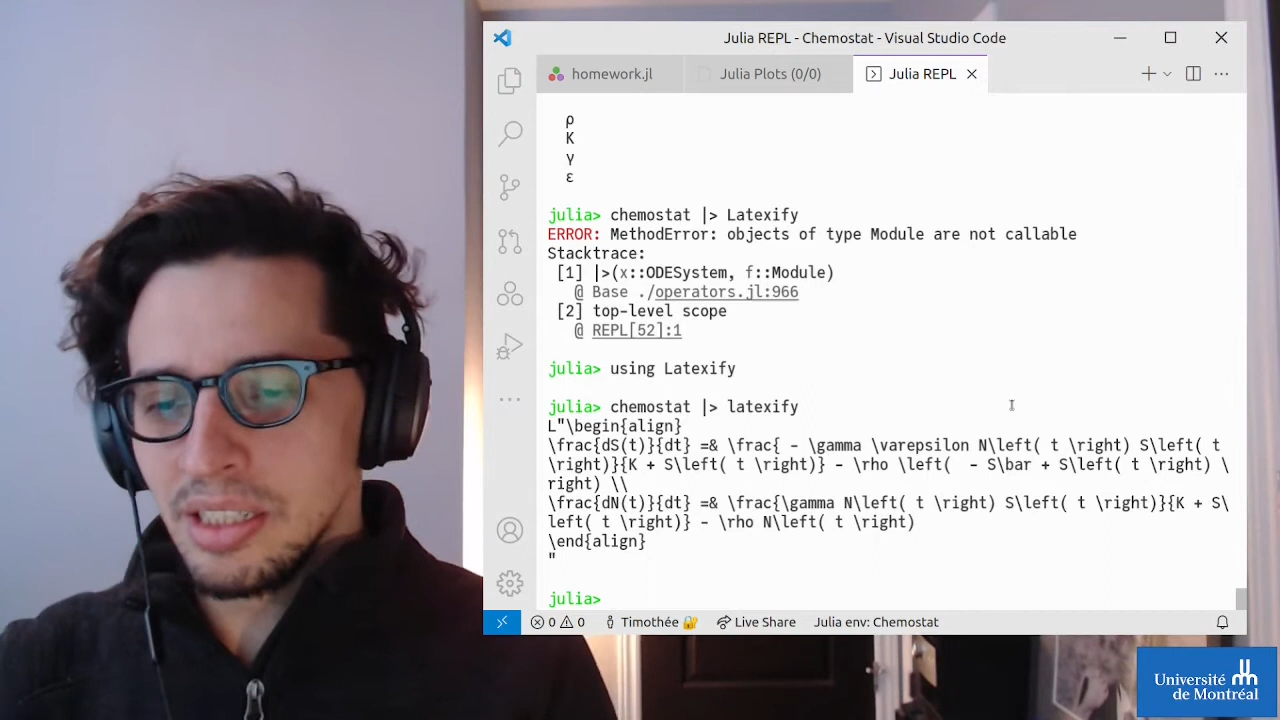 Julia REPL - Chemostat - Visual Studio Code
homework.jl
Julia Plots (0/0)
Julia REPL
ρ
K
γ
ε
julia> chemostat |> Latexify
ERROR: MethodError: objects of type Module are not callable
Stacktrace:
[1] |>(x::ODESystem, f::Module)
@ Base ./operators.jl:966
[2] top-level scope
@ REPL[52]:1
julia> using Latexify
julia> chemostat |> latexify
L"\begin{align}
\frac{dS(t)}{dt} =& \frac{ - \gamma \varepsilon N\left( t \right) S\left( t
\right)}{K + S\left( t \right)} - \rho \left(  - S\bar + S\left( t \right) \
right) \\
\frac{dN(t)}{dt} =& \frac{\gamma N\left( t \right) S\left( t \right)}{K + S\
left( t \right)} - \rho N\left( t \right)
\end{align}
"
julia>
0 0 Timothée Live Share Julia env: Chemostat
Université
de Montréal